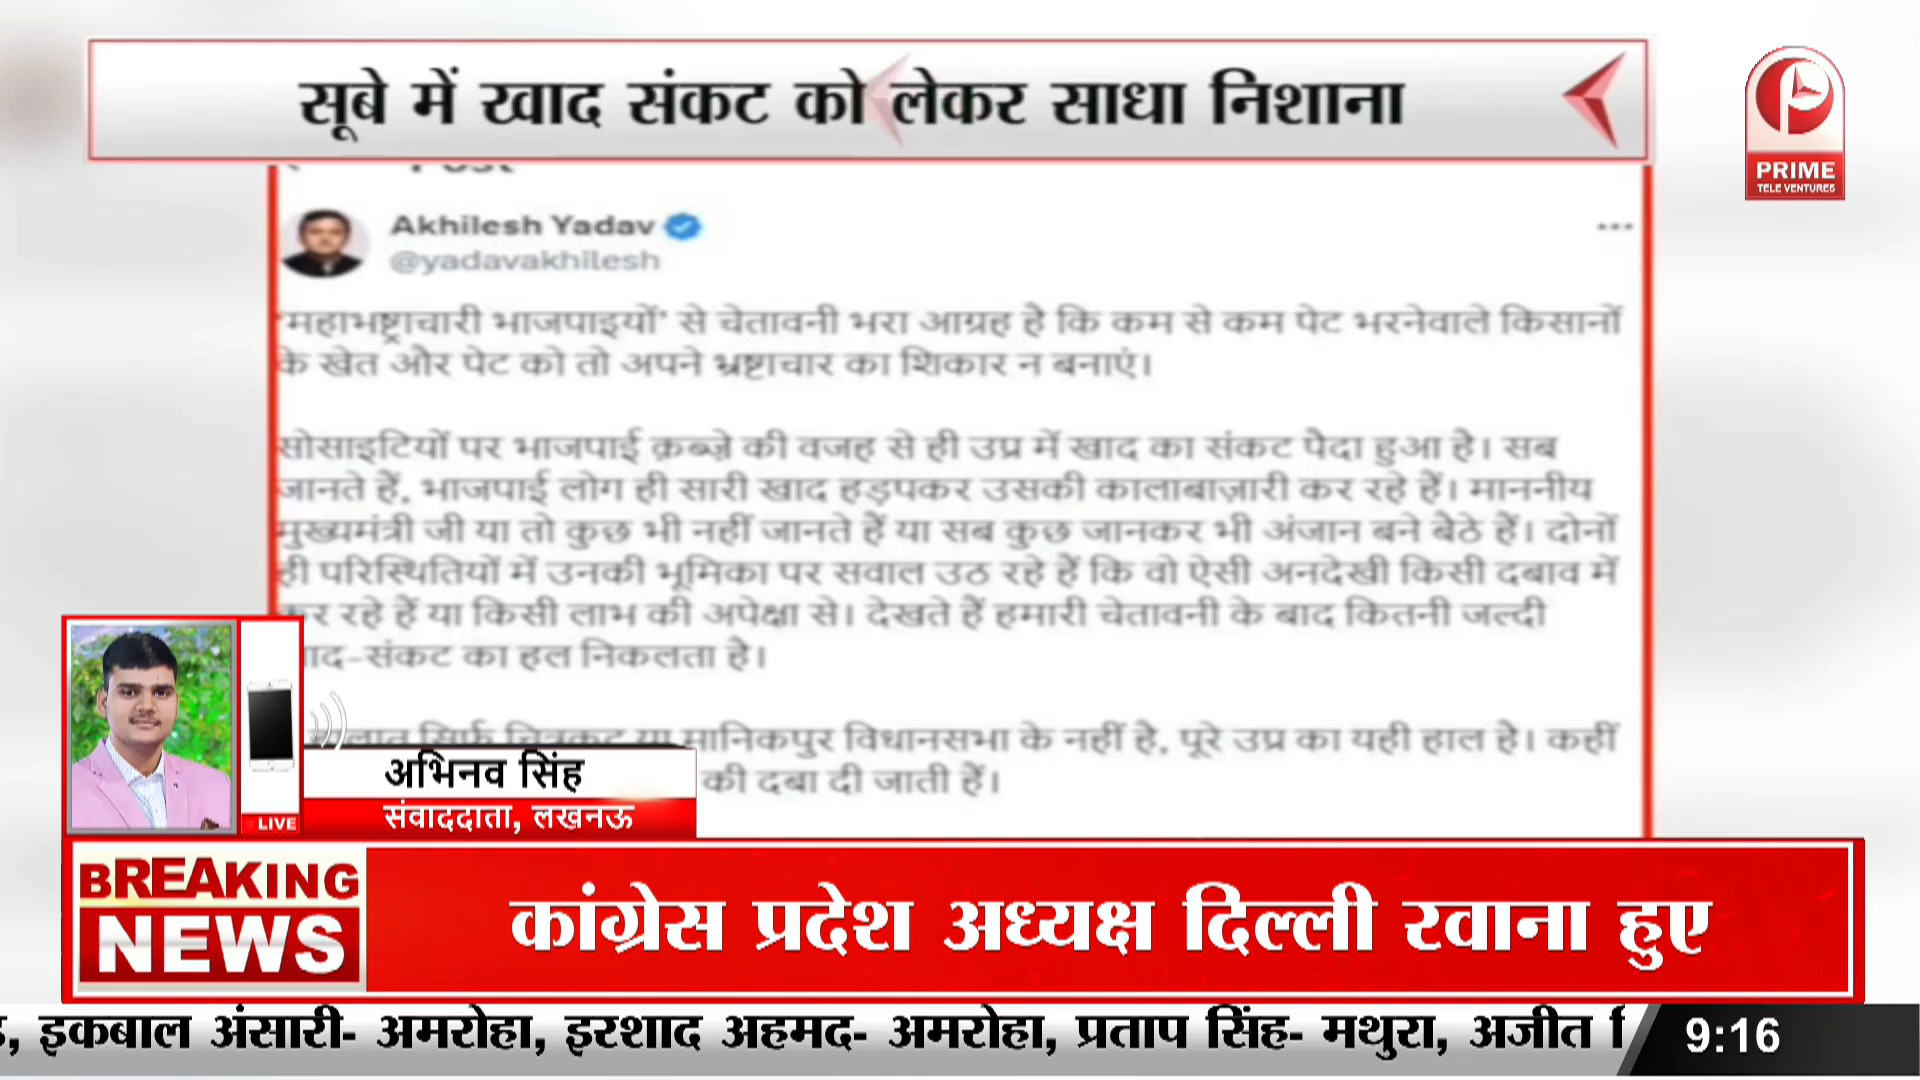 सूबे में खाद संकट को लेकर साधा निशाना
PRIME
TELE VENTURES
Post
Akhilesh Yadav
@yadavakhilesh
'महाभ्रष्ट्राचारी भाजपाइयों' से चेतावनी भरा आग्रह है कि कम से कम पेट भरनेवाले किसानों
के खेत और पेट को तो अपने भ्रष्टाचार का शिकार न बनाएं।
सोसाइटियों पर भाजपाई क़ब्ज़े की वजह से ही उप्र में खाद का संकट पैदा हुआ है। सब
जानते हैं, भाजपाई लोग ही सारी खाद हड़पकर उसकी कालाबाज़ारी कर रहे हैं। माननीय
मुख्यमंत्री जी या तो कुछ भी नहीं जानते हैं या सब कुछ जानकर भी अंजान बने बैठे हैं। दोनों
ही परिस्थितियों में उनकी भूमिका पर सवाल उठ रहे हैं कि वो ऐसी अनदेखी किसी दबाव में
कर रहे हैं या किसी लाभ की अपेक्षा से। देखते हैं हमारी चेतावनी के बाद कितनी जल्दी
ाद-संकट का हल निकलता है।
सिर्फ़ चित्रकूट या मानिकपुर विधानसभा के नहीं है, पूरे उप्र का यही हाल है। कहीं
की दबा दी जाती हैं।
LIVE
अभिनव सिंह
संवाददाता, लखनऊ
BREAKING
NEWS
कांग्रेस प्रदेश अध्यक्ष दिल्ली रवाना हुए
, इकबाल अंसारी- अमरोहा, इरशाद अहमद- अमरोहा, प्रताप सिंह- मथुरा, अजीत
9:16